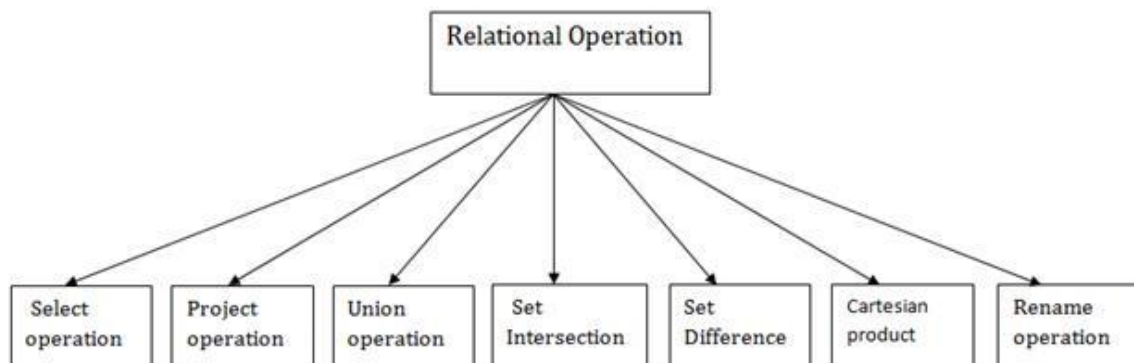 Relational Operation
Select
operation
Project
operation
Union
operation
Set
Intersection
Set
Difference
Cartesian
product
Rename
operation